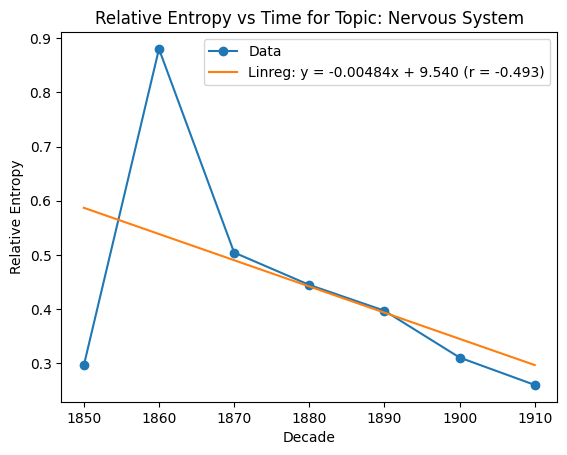 Relative Entropy vs Time for Topic: Nervous System
Data
Linreg: y = -0.00484x + 9.540 (r = -0.493)
Relative Entropy
0.9
0.8
0.7
0.6
0.5
0.4
0.3
1850 1860 1870 1880 1890 1900 1910
Decade